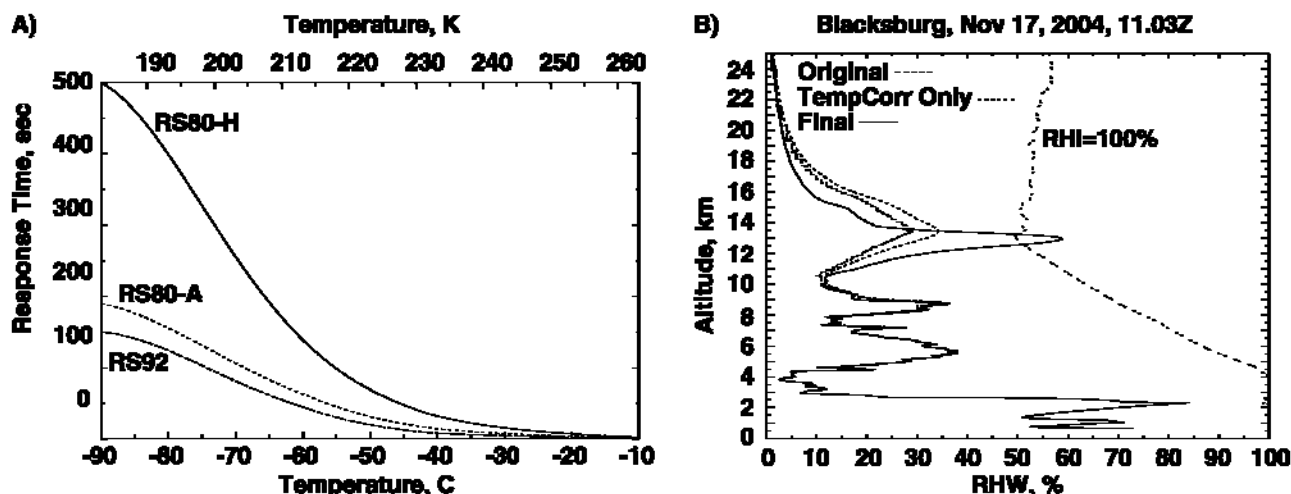 A)
Temperature, K
190 200 210 220 230 240 250 260
Response Time, sec
500
400
300
200
100
0
RS80-H
RS80-A
RS92
-90 -80 -70 -60 -50 -40 -30 -20 -10
Temperature, C
B) Blacksburg, Nov 17, 2004, 11.03Z
Altitude, km
24
22
20
18
16
14
12
10
8
6
4
2
0
Original
TempCorr Only
Final
RHI=100%
0 10 20 30 40 50 60 70 80 90 100
RHW, %